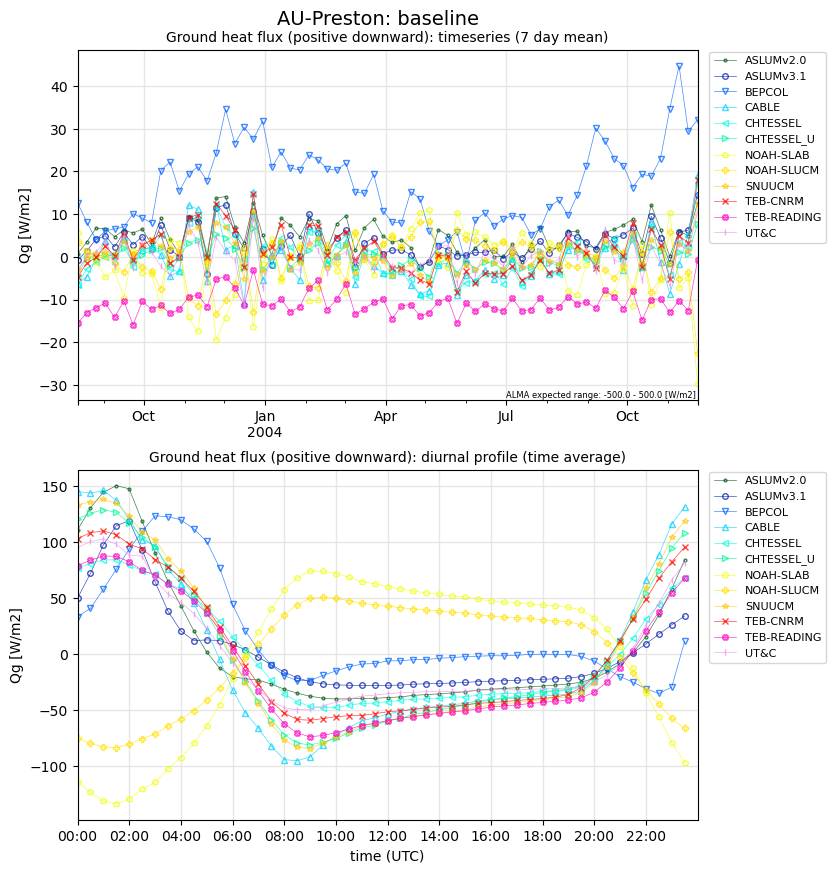 AU-Preston: baseline
Ground heat flux (positive downward): timeseries (7 day mean)
40
30
20
10
0
−10
−20
−30
Qg [W/m2]
Oct
Jan
2004
Apr
Jul
Oct
ALMA expected range: -500.0 - 500.0 [W/m2]
ASLUMv2.0
ASLUMv3.1
BEPCOL
CABLE
CHTESSEL
CHTESSEL_U
NOAH-SLAB
NOAH-SLUCM
SNUUCM
TEB-CNRM
TEB-READING
UT&C
Ground heat flux (positive downward): diurnal profile (time average)
150
100
50
0
−50
−100
Qg [W/m2]
00:00 02:00 04:00 06:00 08:00 10:00 12:00 14:00 16:00 18:00 20:00 22:00
time (UTC)
ASLUMv2.0
ASLUMv3.1
BEPCOL
CABLE
CHTESSEL
CHTESSEL_U
NOAH-SLAB
NOAH-SLUCM
SNUUCM
TEB-CNRM
TEB-READING
UT&C